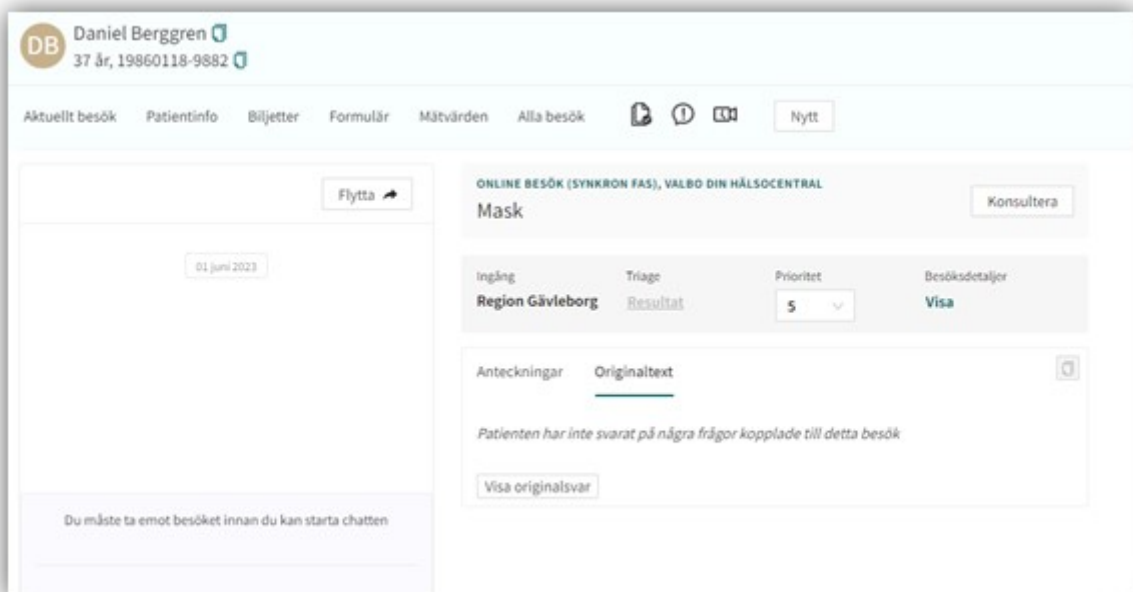 DB
Daniel Berggren
37 år, 19860118-9882
Aktuellt besök Patientinfo Biljetter Formulär Mätvärden Alla besök Nytt
Flytta
01 juni 2023
Du måste ta emot besöket innan du kan starta chatten
ONLINE BESÖK (SYNKRON FAS), VALBO DIN HÄLSOCENTRAL
Mask
Konsultera
Ingång Triage Prioritet Besöksdetaljer
Region Gävleborg Resultat 5 Visa
Anteckningar Originaltext
Patienten har inte svarat på några frågor kopplade till detta besök
Visa originalsvar